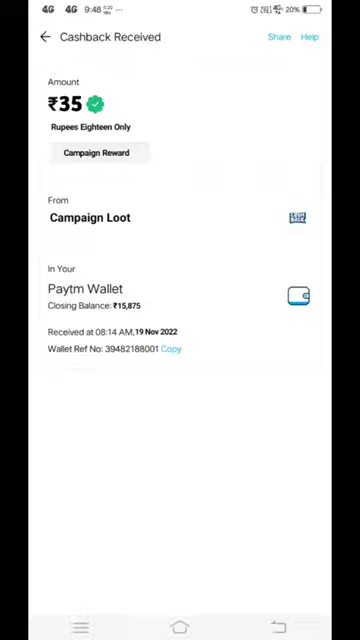 4G 4G 9:48 ...
4G 20%
Cashback Received Share Help
Amount
₹35
Rupees Eighteen Only
Campaign Reward
From
Campaign Loot
In Your
Paytm Wallet
Closing Balance: ₹15,875
Received at 08:14 AM,19 Nov 2022
Wallet Ref No: 39482188001 Copy